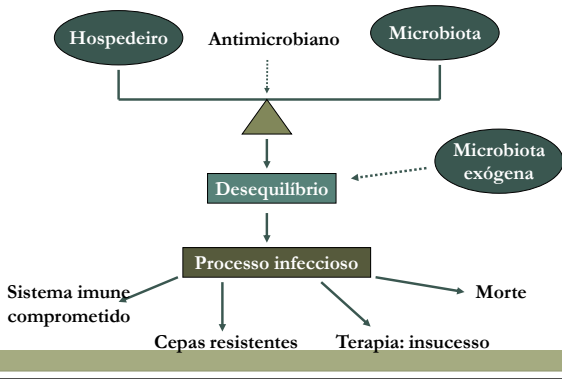 Hospedeiro
Antimicrobiano
Microbiota
Microbiota
exógena
Desequilíbrio
Processo infeccioso
Sistema imune
comprometido
Morte
Cepas resistentes
Terapia: insucesso